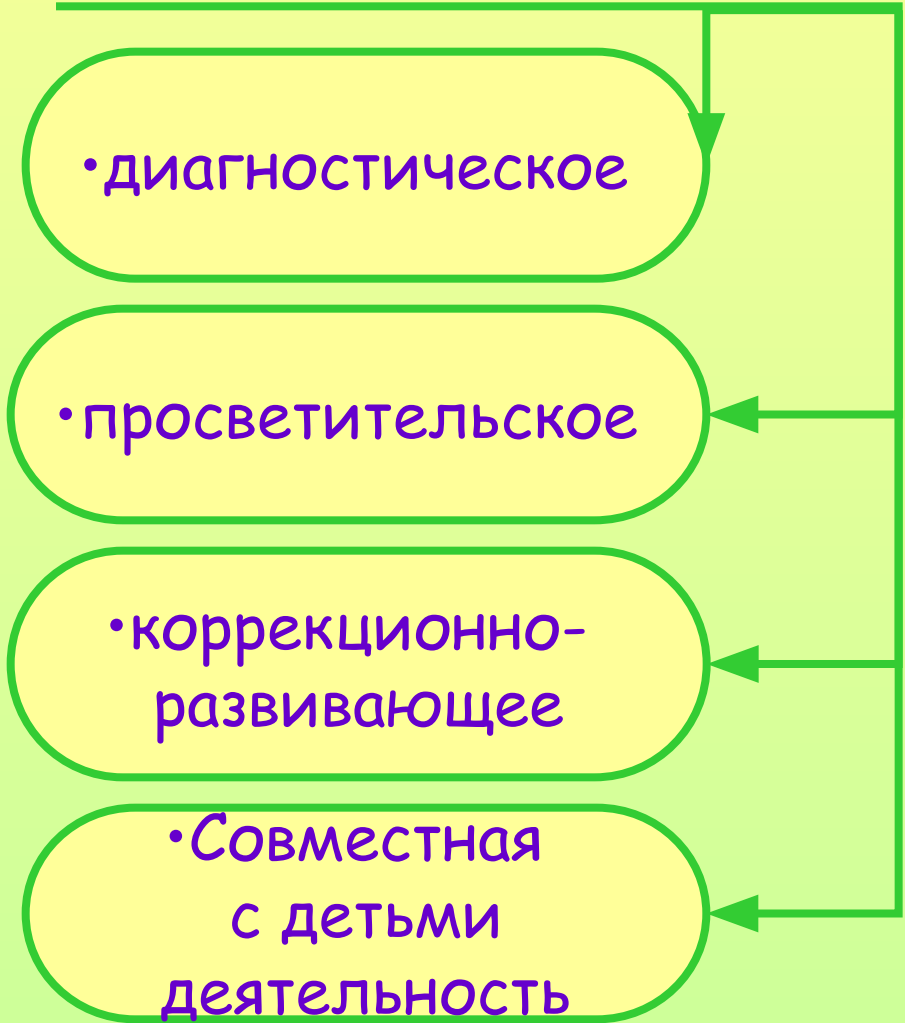 •диагностическое
•просветительское
•коррекционно-
развивающее
•Совместная
с детьми
деятельность